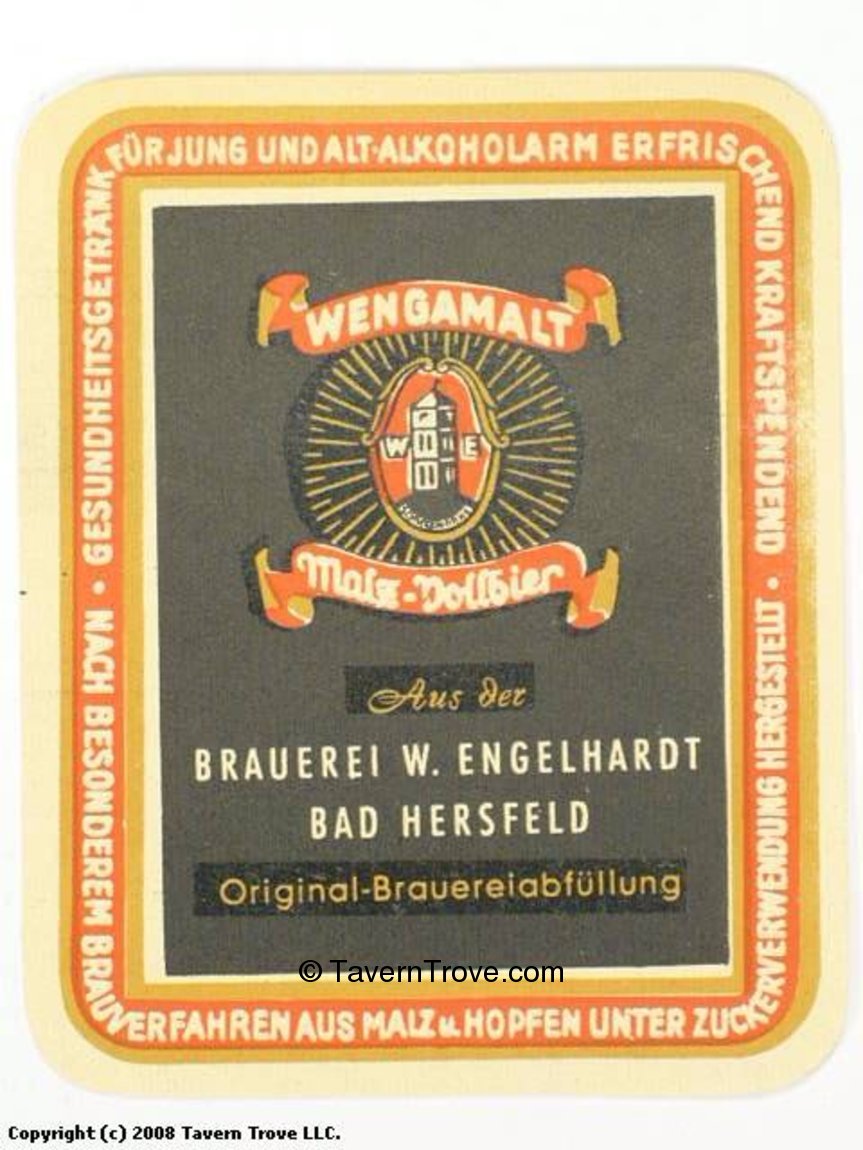 GESUNDHEITSGETRÄNK FÜR JUNG UND ALT·ALKOHOLARM ERFRISCHEND KRAFTSPENDEND •
NACH BESONDEREM BRAUVERFAHREN AUS MALZ u. HOPFEN UNTER ZUCKERVERWENDUNG HERGESTELLT •
WENGAMALT
W E
Malz-Vollbier
Aus der
BRAUEREI W. ENGELHARDT
BAD HERSFELD
Original-Brauereiabfüllung
© TavernTrove.com
Copyright (c) 2008 Tavern Trove LLC.